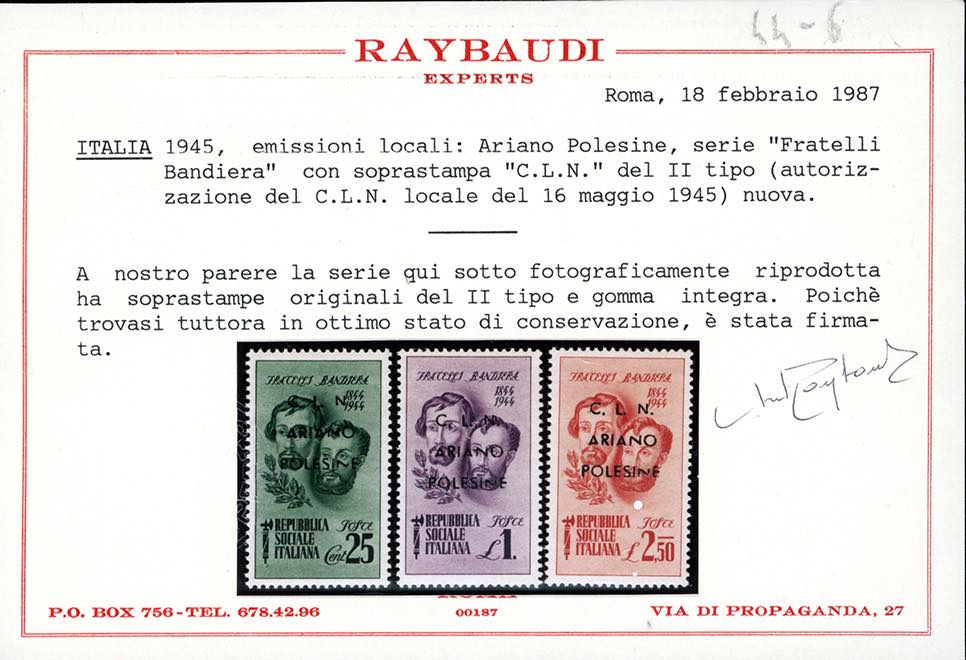 44-6
RAYBAUDI
EXPERTS
Roma, 18 febbraio 1987
ITALIA 1945, emissioni locali: Ariano Polesine, serie "Fratelli
Bandiera" con soprastampa "C.L.N." del II tipo (autoriz-
zazione del C.L.N. locale del 16 maggio 1945) nuova.
A nostro parere la serie qui sotto fotograficamente riprodotta
ha soprastampe originali del II tipo e gomma integra. Poichè
trovasi tuttora in ottimo stato di conservazione, è stata firma-
ta.
FRATELLI BANDIERA
1844
1944
C. L. N.
ARIANO
POLESINE
REPUBBLICA
SOCIALE
ITALIANA
POSTE
Cent. 25
FRATELLI BANDIERA
1844
1944
C. L. N.
ARIANO
POLESINE
REPUBBLICA
SOCIALE
ITALIANA
POSTE
£1.
FRATELLI BANDIERA
1844
1944
C. L. N.
ARIANO
POLESINE
REPUBBLICA
SOCIALE
ITALIANA
POSTE
£2,50
P.O. BOX 756-TEL. 678.42.96
00187
VIA DI PROPAGANDA, 27